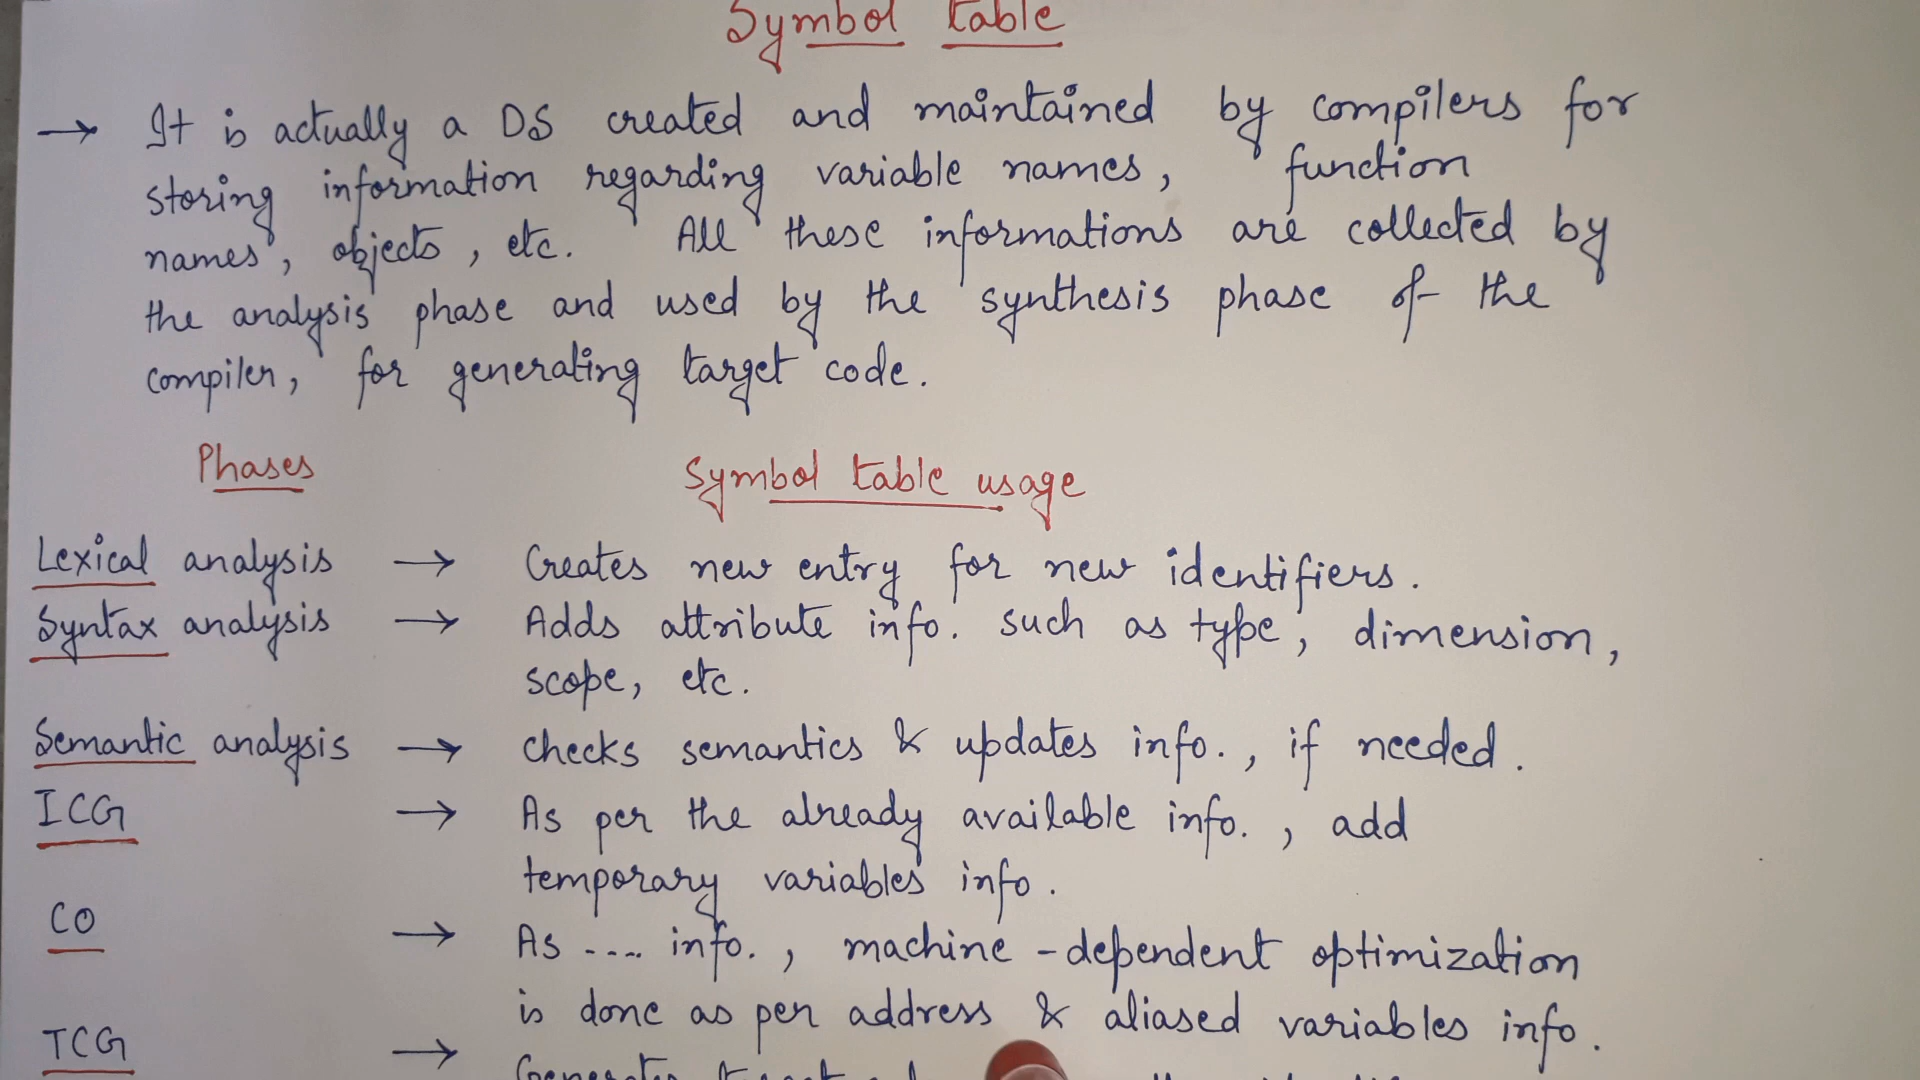 Symbol table
→ It is actually a DS created and maintained by compilers for
storing information regarding variable names, function
names, objects, etc. All these informations are collected by
the analysis phase and used by the synthesis phase of the
compiler, for generating target code.
Phases Symbol table usage
Lexical analysis → Creates new entry for new identifiers.
Syntax analysis → Adds attribute info. such as type, dimension,
scope, etc.
Semantic analysis → checks semantics & updates info., if needed.
ICG → As per the already available info., add
temporary variables info.
CO → As .... info., machine-dependent optimization
is done as per address & aliased variables info.
TCG →